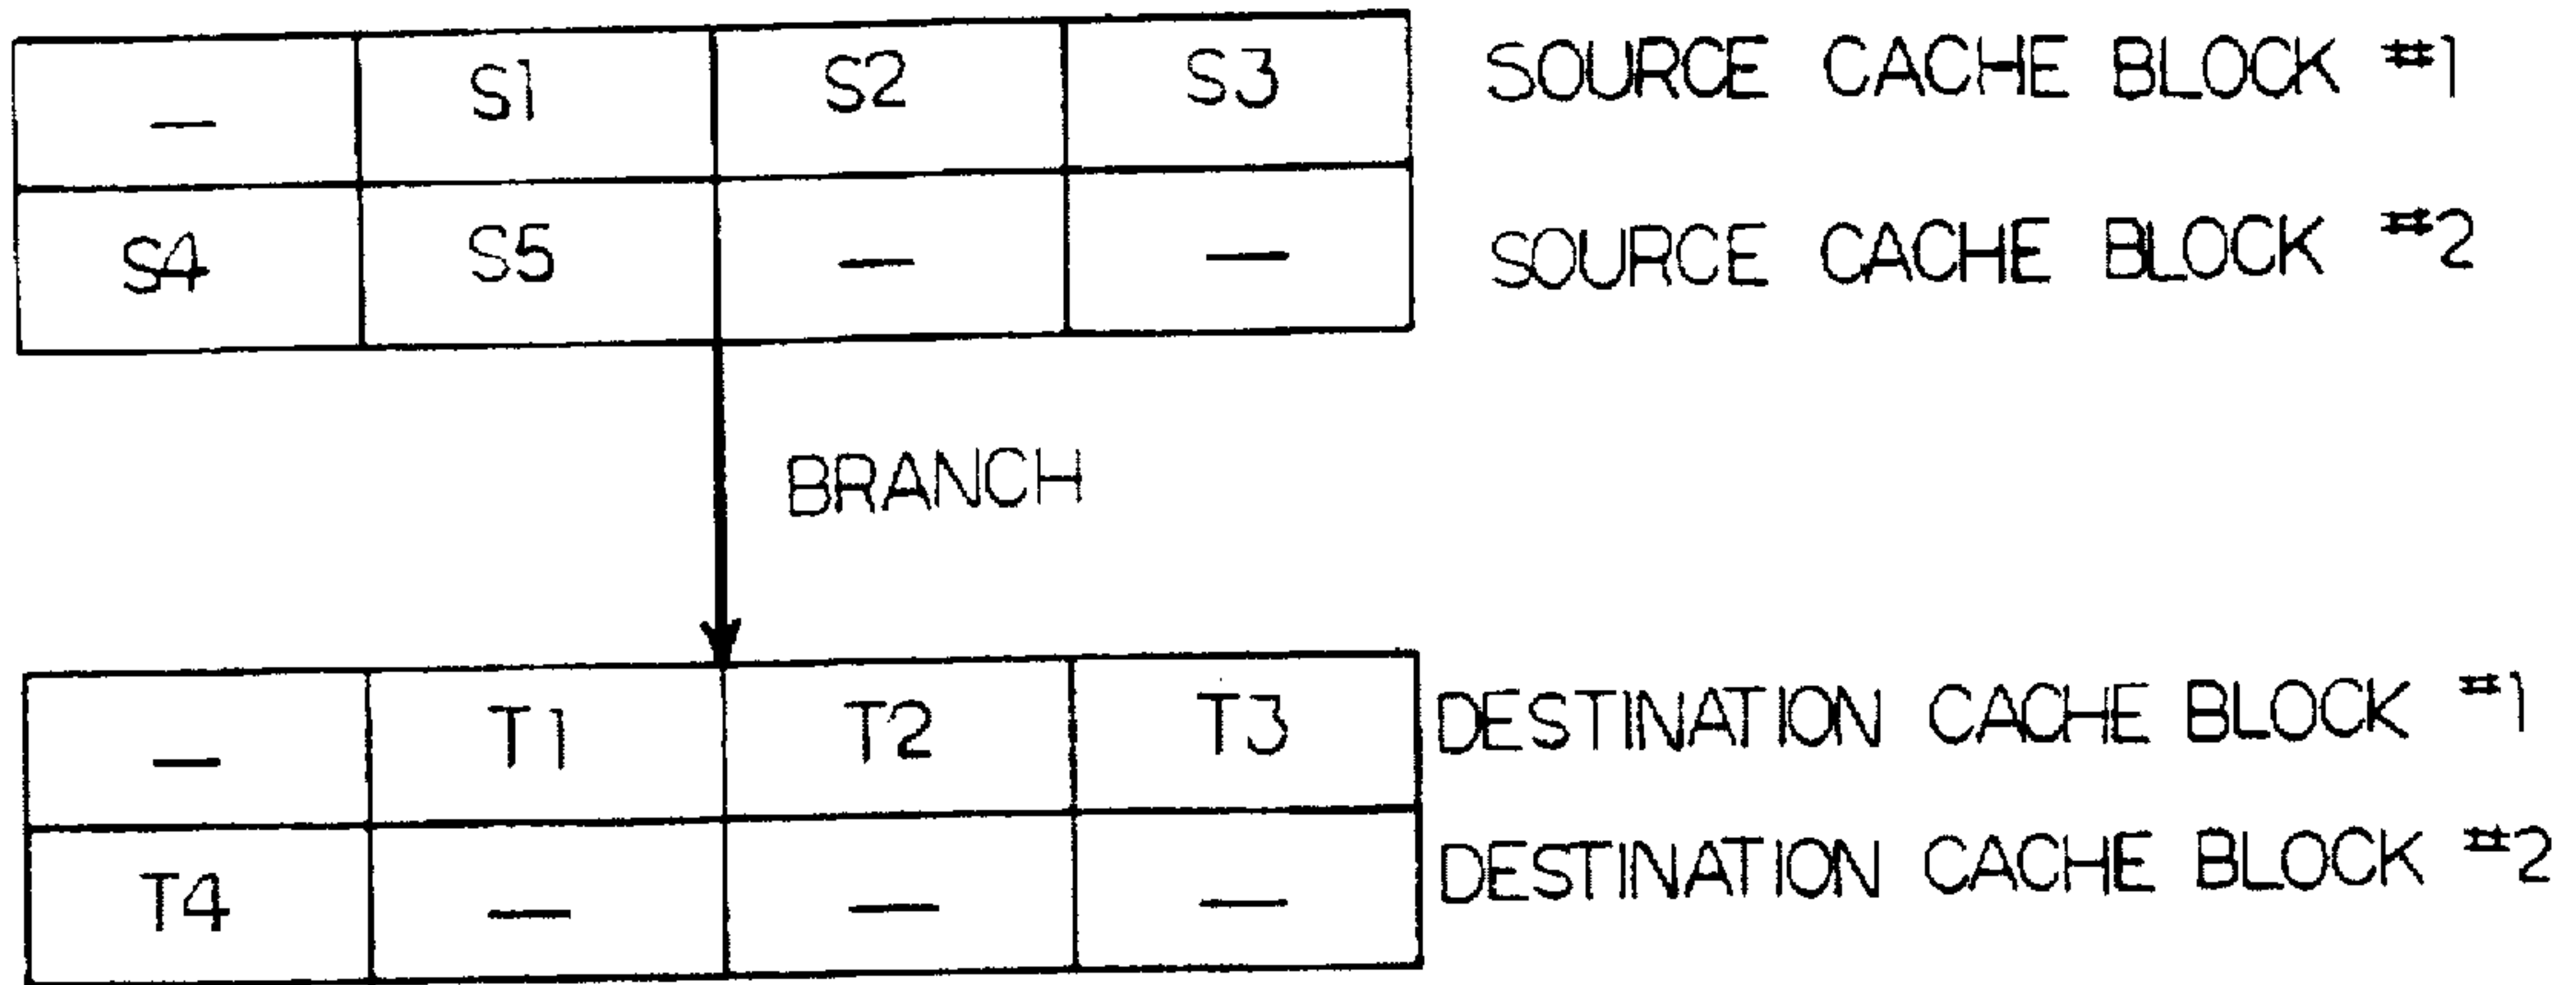 — S1 S2 S3 SOURCE CACHE BLOCK #1
S4 S5 — — SOURCE CACHE BLOCK #2
BRANCH
— T1 T2 T3 DESTINATION CACHE BLOCK #1
T4 — — — DESTINATION CACHE BLOCK #2